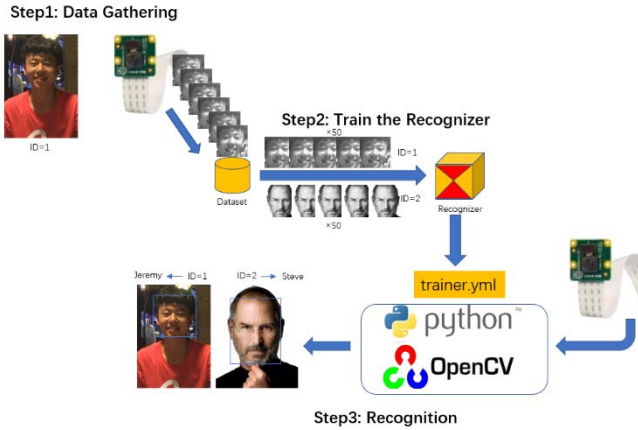 Step1: Data Gathering
ID=1
Step2: Train the Recognizer
×50
ID=1
Dataset
ID=2
Recognizer
×50
trainer.yml
Jeremy
ID=1
ID=2
Steve
python™
OpenCV
Step3: Recognition